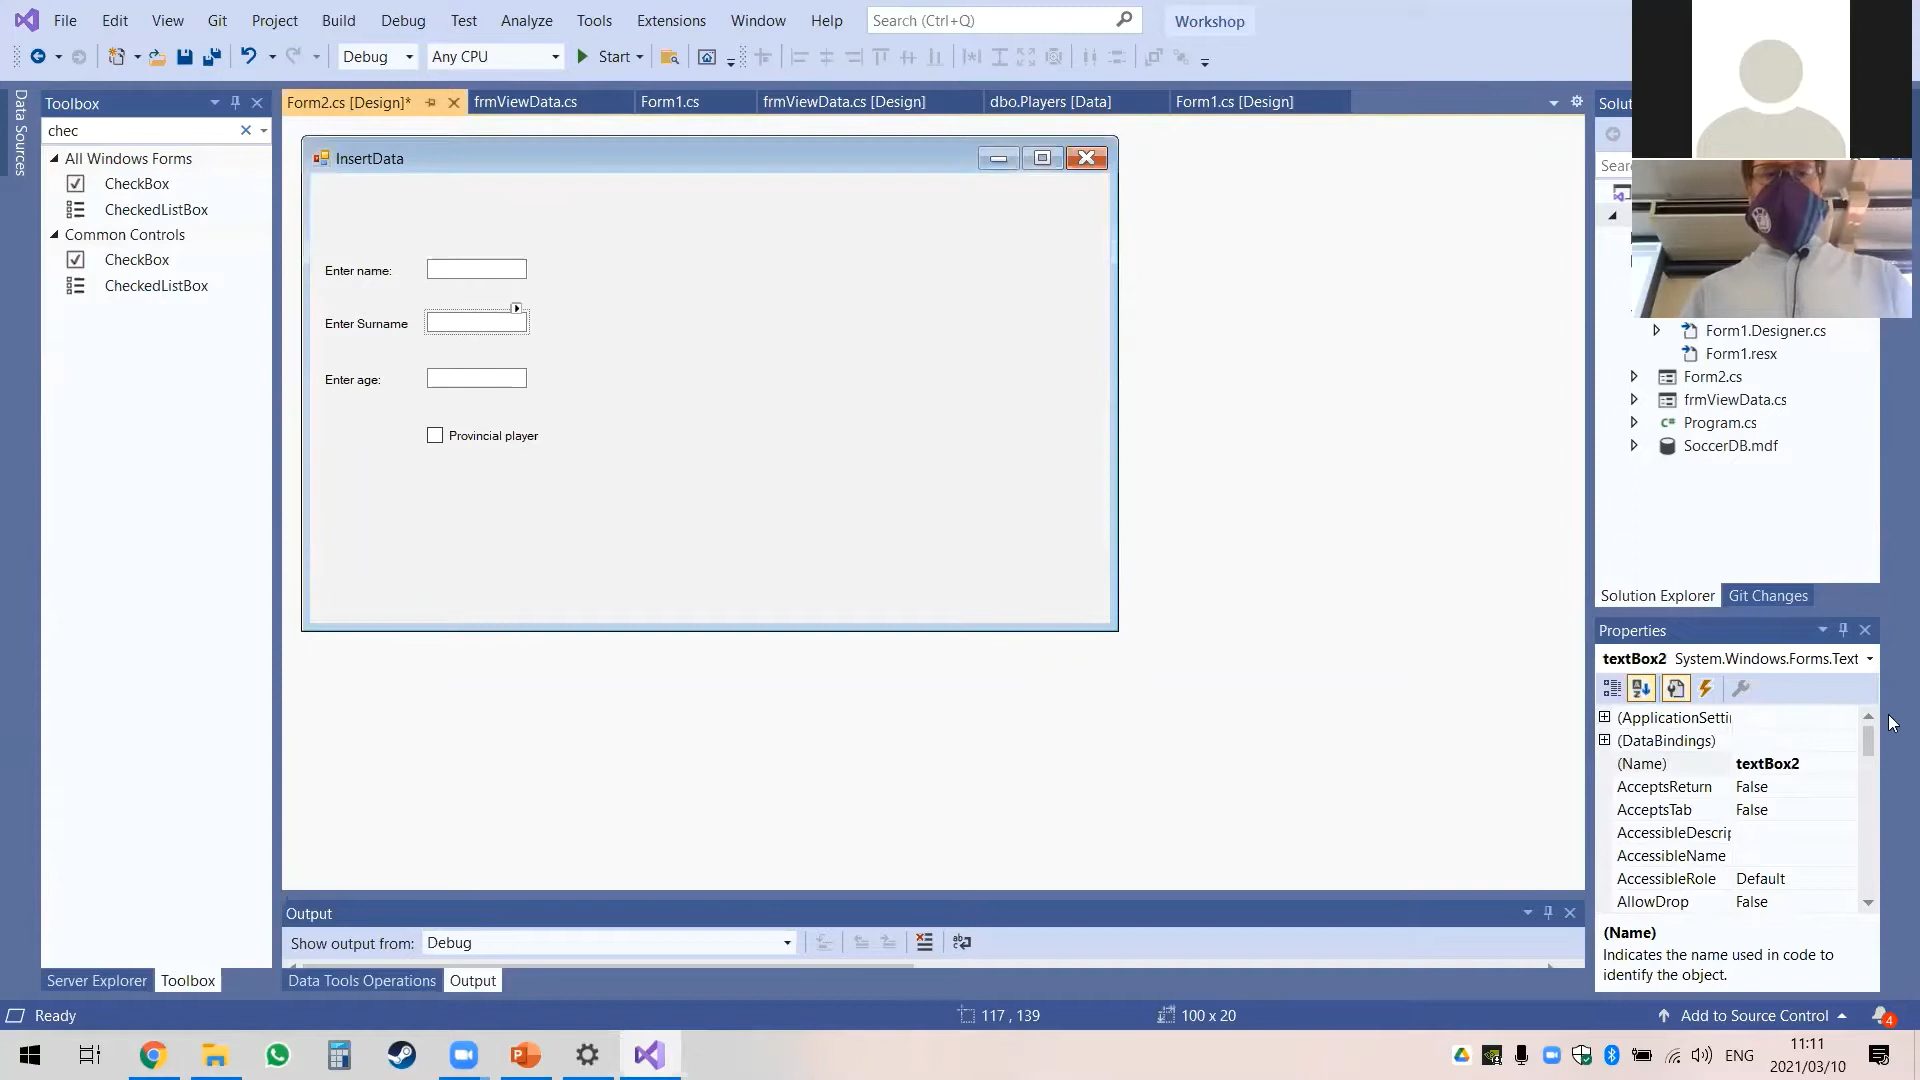 File Edit View Git Project Build Debug Test Analyze Tools Extensions Window Help Search (Ctrl+Q) Workshop
Debug Any CPU Start
Data Sources
Toolbox
chec
All Windows Forms
CheckBox
CheckedListBox
Common Controls
CheckBox
CheckedListBox
Server Explorer Toolbox
Form2.cs [Design]* frmViewData.cs Form1.cs frmViewData.cs [Design] dbo.Players [Data] Form1.cs [Design]
InsertData
Enter name:
Enter Surname
Enter age:
Provincial player
Output
Show output from: Debug
Data Tools Operations Output
Solut
Sear
Form1.Designer.cs
Form1.resx
Form2.cs
frmViewData.cs
Program.cs
SoccerDB.mdf
Solution Explorer Git Changes
Properties
textBox2 System.Windows.Forms.Text
(ApplicationSetti
(DataBindings)
(Name) textBox2
AcceptsReturn False
AcceptsTab False
AccessibleDescrip
AccessibleName
AccessibleRole Default
AllowDrop False
(Name)
Indicates the name used in code to
identify the object.
Ready 117 , 139 100 x 20 Add to Source Control 4
ENG
11:11
2021/03/10